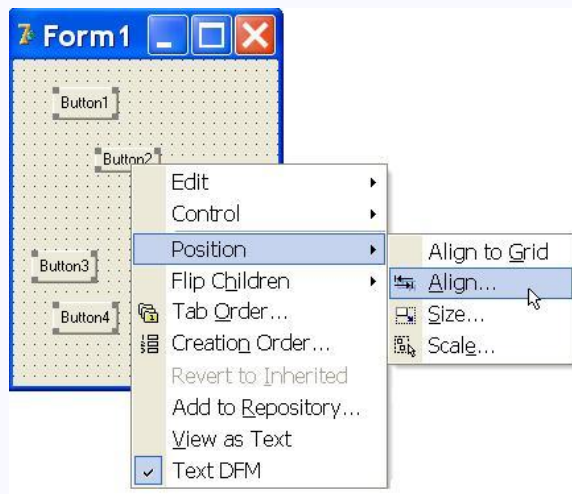 Form1
Button1
Button2
Button3
Button4
Edit
Control
Position
Flip Children
Tab Order...
Creation Order...
Revert to Inherited
Add to Repository...
View as Text
Text DFM
Align to Grid
Align...
Size...
Scale...